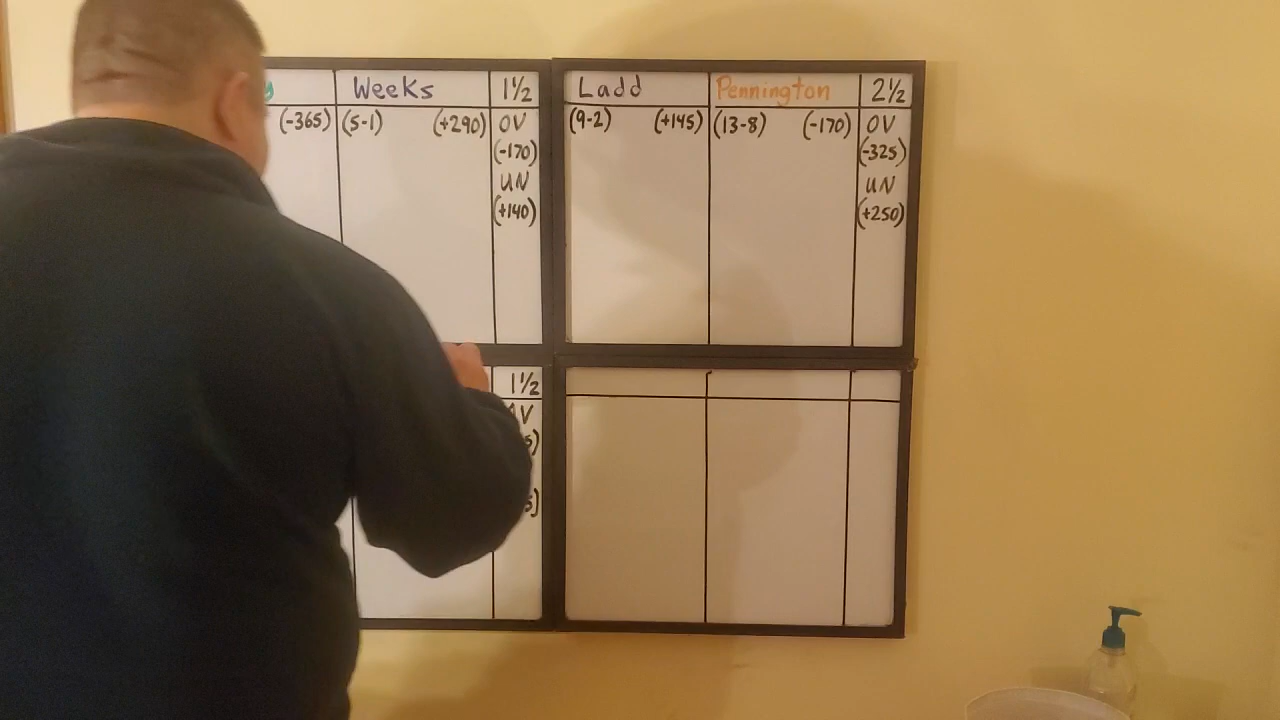 Weeks 1½
(-365) (5-1) (+290) OV
(-170)
UN
(+140)
Ladd Pennington 2½
(9-2) (+145) (13-8) (-170) OV
(-325)
UN
(+250)
1½